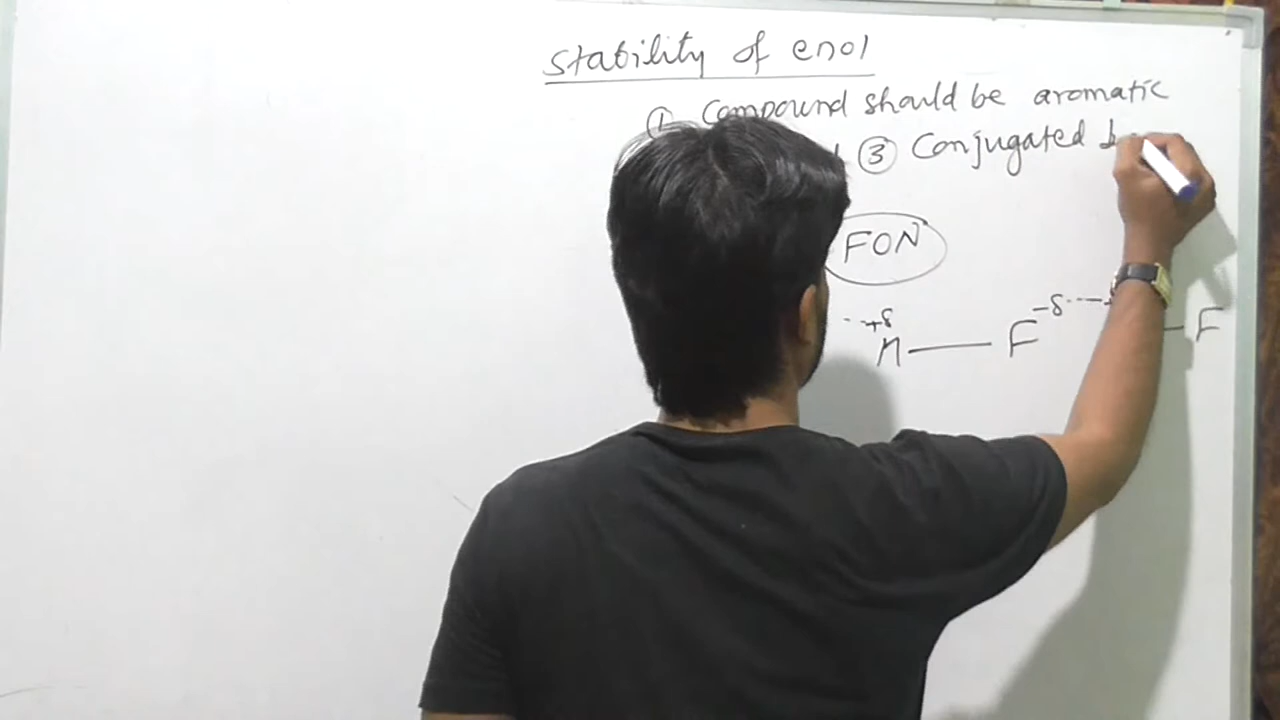 Stability of enol
① Compound should be aromatic
③ Conjugated
FON
+δ -δ
H F F